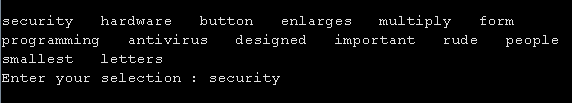 security hardware button enlarges multiply form
programming antivirus designed important rude people
smallest letters
Enter your selection : security